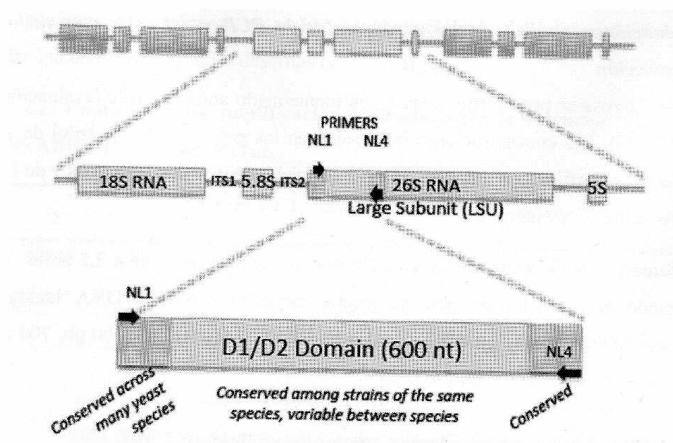 PRIMERS
NL1 NL4
18S RNA ITS1 5.8S ITS2 26S RNA 5S
Large Subunit (LSU)
NL1
D1/D2 Domain (600 nt)
NL4
Conserved across
many yeast
species
Conserved among strains of the same
species, variable between species
Conserved